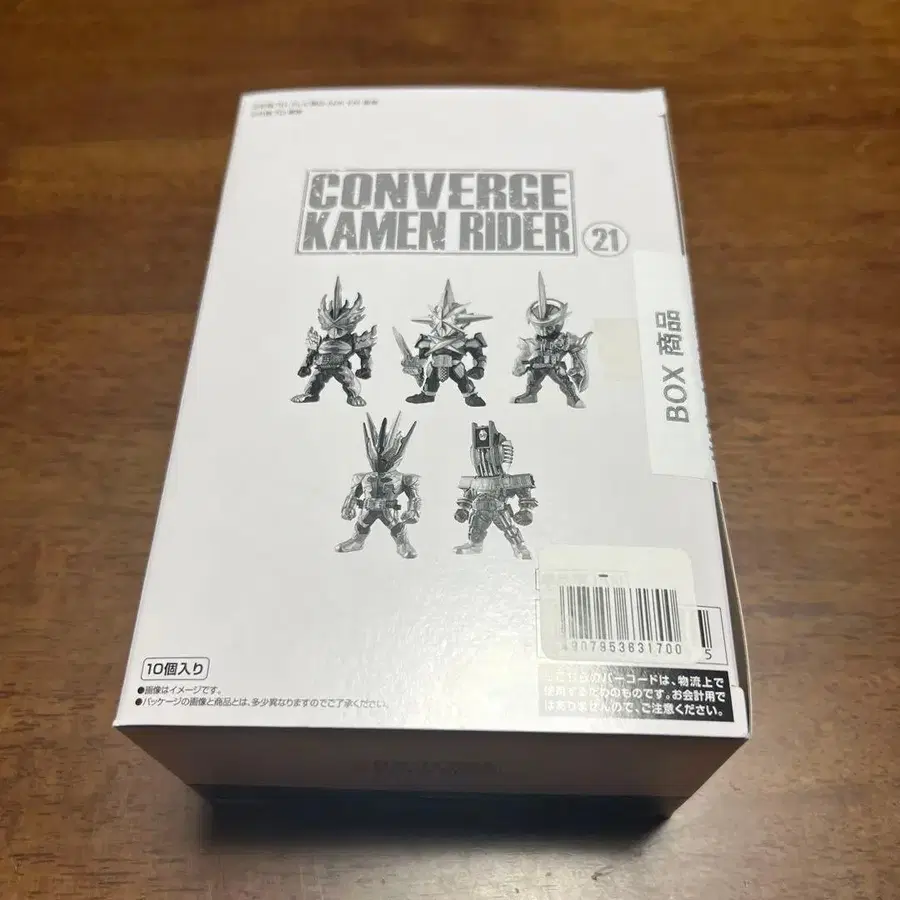 CONVERGE
KAMEN RIDER 21
BOX 商品
10個入り
●画像はイメージです。
●パッケージの画像と商品とは、多少異なりますのでご了承ください。
4907953631700
5
こちらのバーコードは、物流上で
使用するためのものです。お会計用で
はありませんので、ご注意ください。